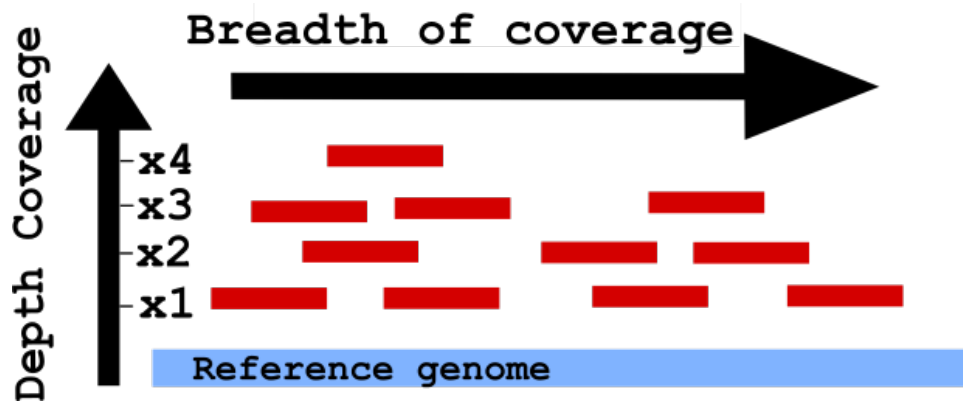 Breadth of coverage
Depth Coverage
x4
x3
x2
x1
Reference genome